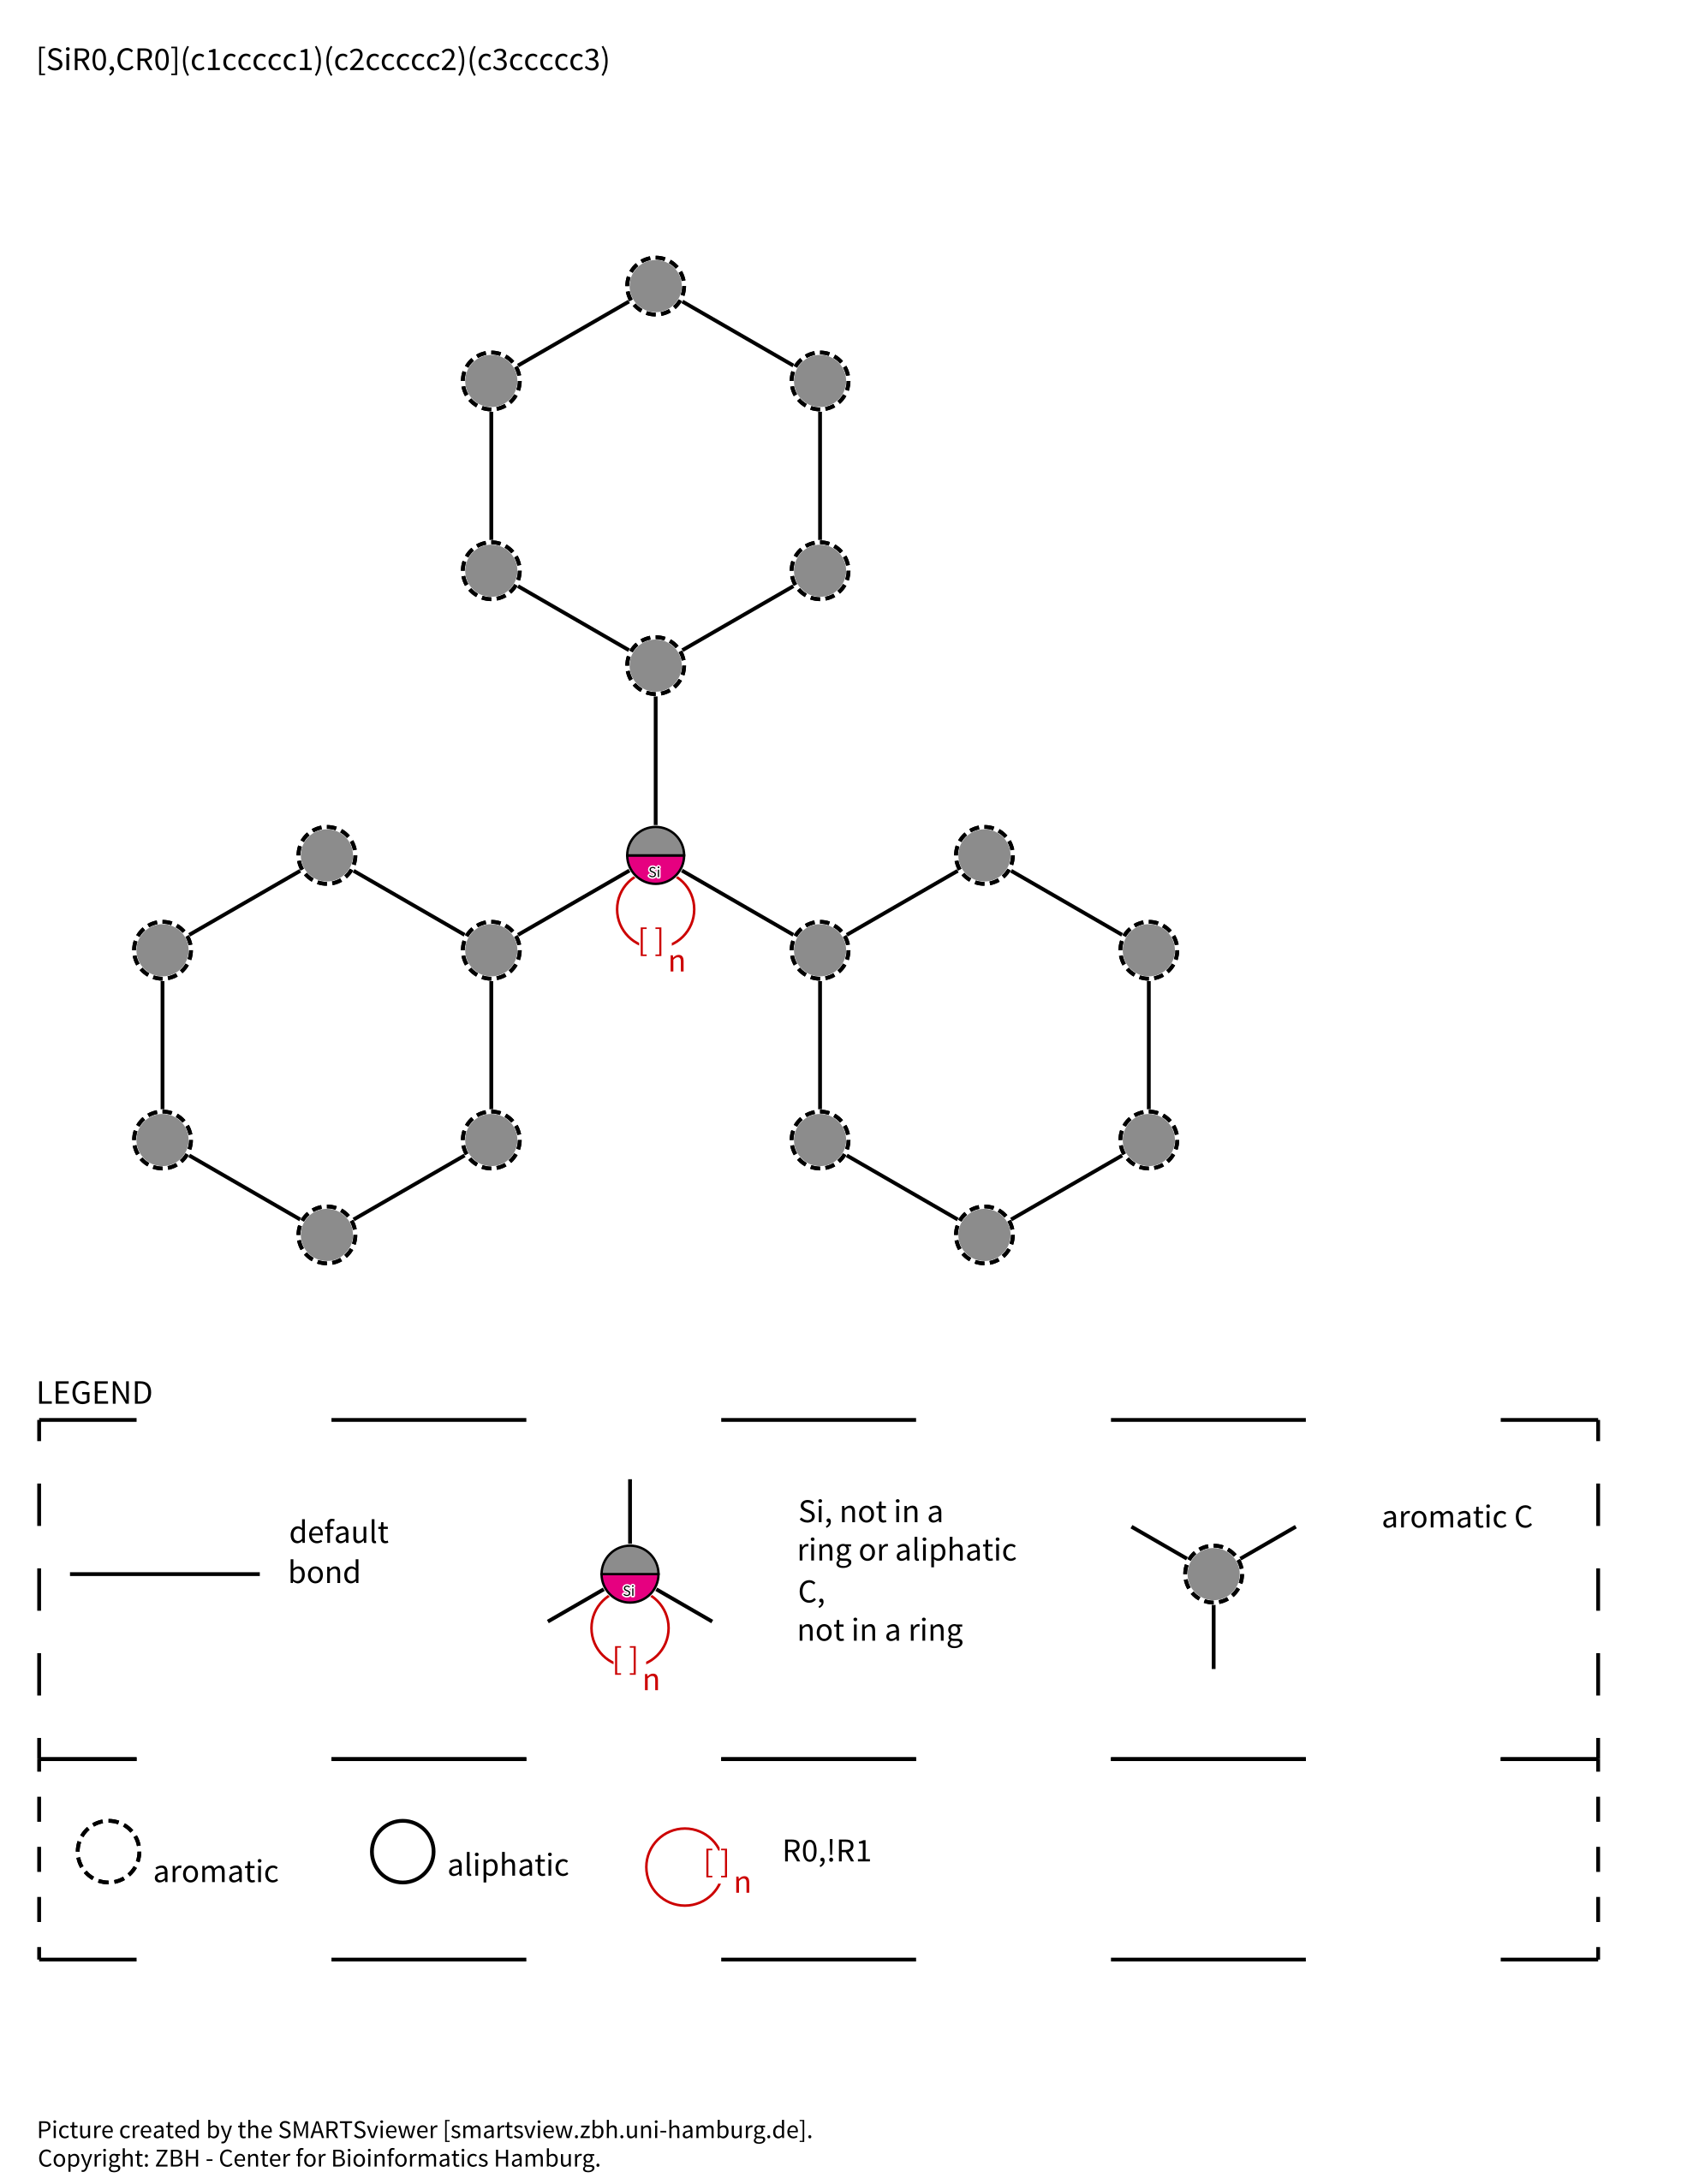 [SiR0,CR0](c1ccccc1)(c2ccccc2)(c3ccccc3)
Si
[ ]n
LEGEND
default
bond
Si
[ ]n
Si, not in a
ring or aliphatic
C,
not in a ring
aromatic C
aromatic
aliphatic
[ ]n
R0,!R1
Picture created by the SMARTSviewer [smartsview.zbh.uni-hamburg.de].
Copyright: ZBH - Center for Bioinformatics Hamburg.